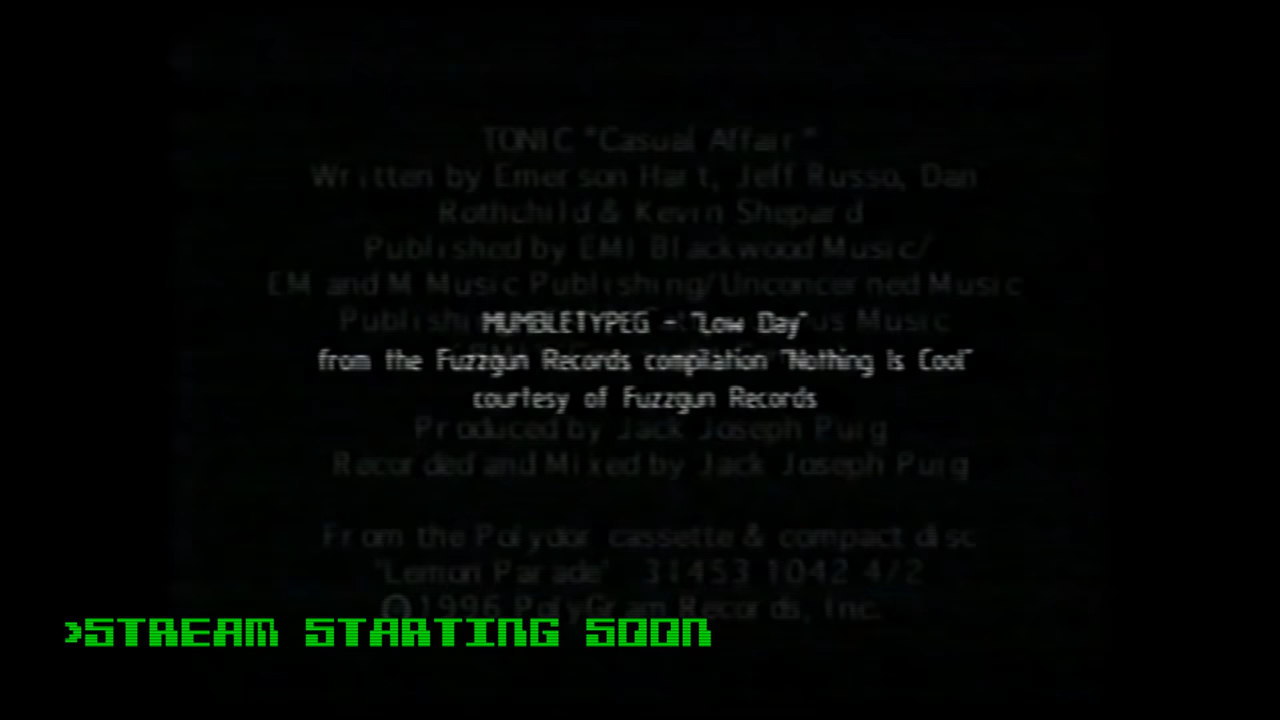 TONIC "Casual Affair"
Written by Emerson Hart, Jeff Russo, Dan
Rothchild & Kevin Shepard
Published by EMI Blackwood Music/
EM and M Music Publishing/Unconcerned Music
MUMBLETYPEG - "Low Day"
from the Fuzzgun Records compilation "Nothing Is Cool"
courtesy of Fuzzgun Records
Produced by Jack Joseph Puig
Recorded and Mixed by Jack Joseph Puig
From the Polydor cassette & compact disc
"Lemon Parade" 31453 1042 4/2
Ⓟ1996 PolyGram Records, Inc.
>STREAM STARTING SOON